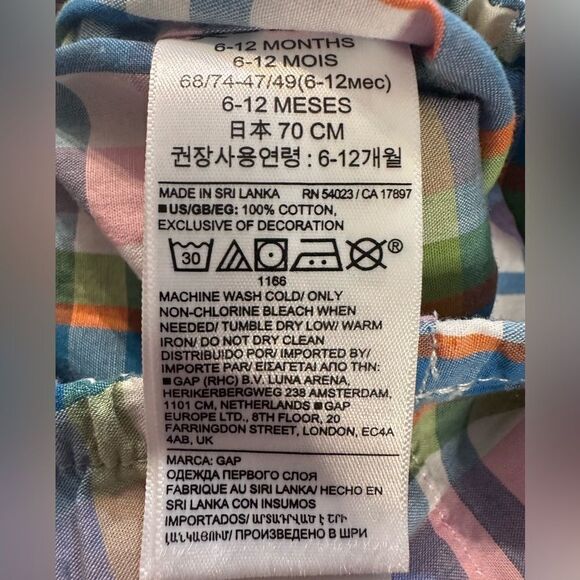 6-12 MONTHS
6-12 MOIS
68/74-47/49(6-12мес)
6-12 MESES
日本 70 CM
권장사용연령 : 6-12개월
MADE IN SRI LANKA RN 54023 / CA 17897
■US/GB/EG: 100% COTTON,
EXCLUSIVE OF DECORATION
30 ®
1166
MACHINE WASH COLD/ ONLY
NON-CHLORINE BLEACH WHEN
NEEDED/ TUMBLE DRY LOW/ WARM
IRON/ DO NOT DRY CLEAN
DISTRIBUIDO POR/ IMPORTED BY/
IMPORTE PAR/ ΕΙΣΑΓΕΤΑΙ ΑΠΟ ΤΗΝ:
■GAP (RHC) B.V. LUNA ARENA,
HERIKERBERGWEG 238 AMSTERDAM,
1101 CM, NETHERLANDS ■GAP
EUROPE LTD., 8TH FLOOR, 20
FARRINGDON STREET, LONDON, EC4A
4AB, UK
MARCA: GAP
ОДЕЖДА ПЕРВОГО СЛОЯ
FABRIQUE AU SIRI LANKA/ HECHO EN
SRI LANKA CON INSUMOS
IMPORTADOS/ ԱՐՏԱԴՐՎԱԾ Է ՇՐԻ
ԼԱՆԿԱՅՈՒՄ/ ПРОИЗВЕДЕНО В ШРИ